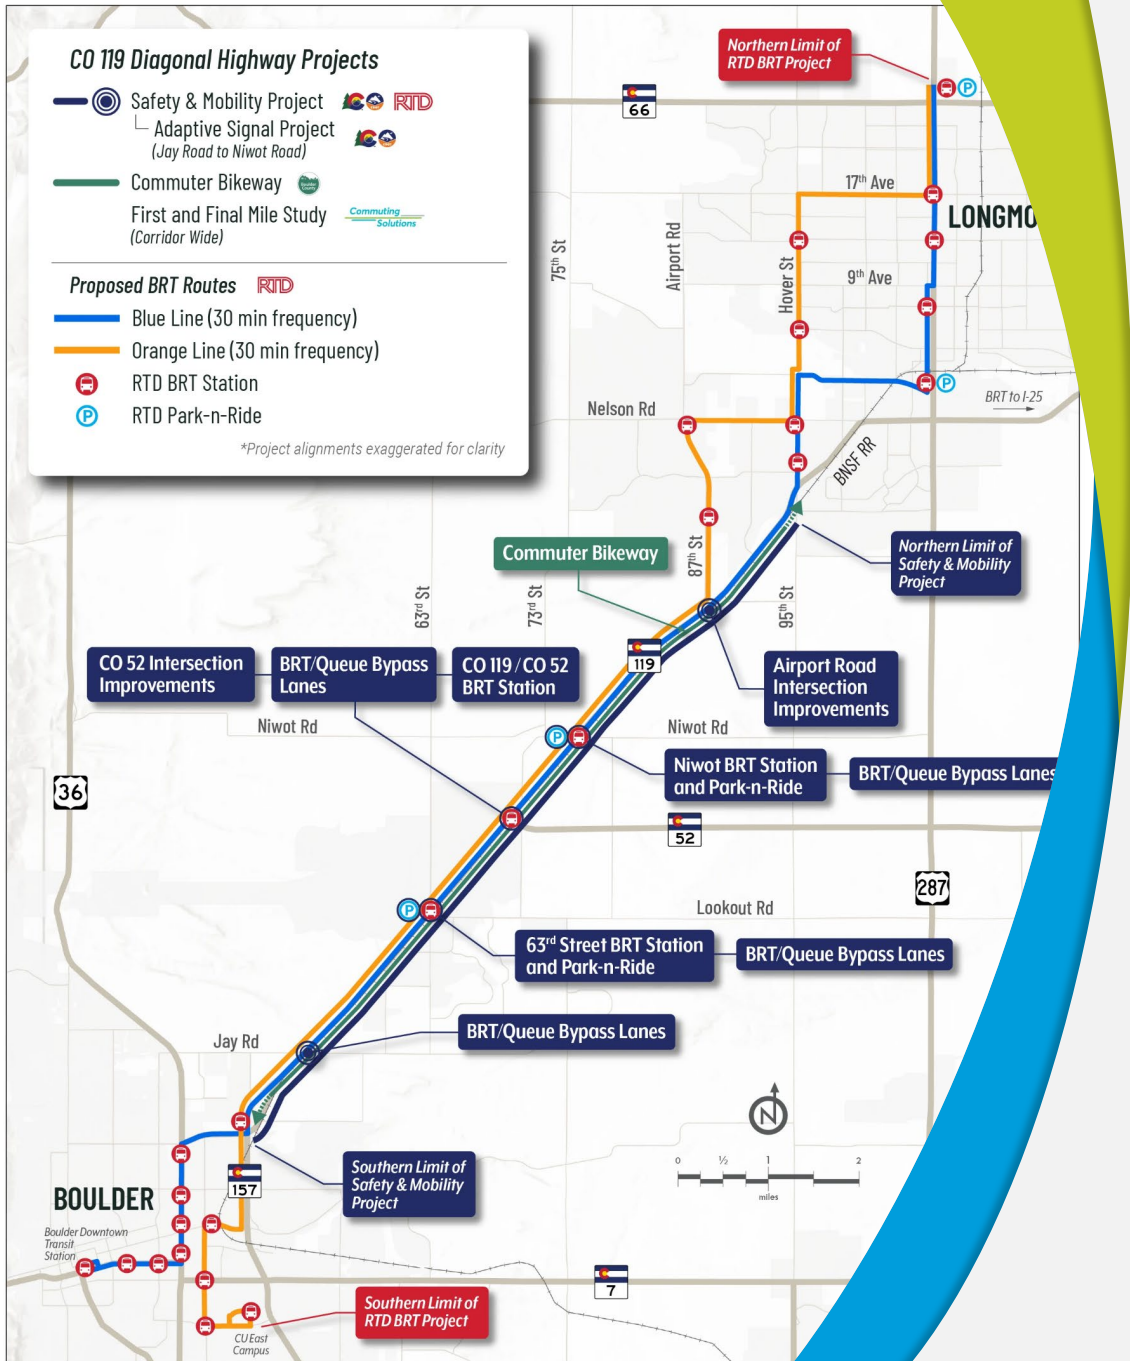 CO 119 Diagonal Highway Projects
Safety & Mobility Project RTD
Adaptive Signal Project
(Jay Road to Niwot Road)
Commuter Bikeway
First and Final Mile Study
(Corridor Wide)
Commuting
Solutions
Proposed BRT Routes RTD
Blue Line (30 min frequency)
Orange Line (30 min frequency)
RTD BRT Station
P RTD Park-n-Ride
*Project alignments exaggerated for clarity
Northern Limit of
RTD BRT Project
P
66
17th Ave
LONGMO
75th St
Airport Rd
Hover St
9th Ave
P
BRT to I-25
Nelson Rd
BNSF RR
Commuter Bikeway
87th St
Northern Limit of
Safety & Mobility
Project
63rd St
73rd St
95th St
119
CO 52 Intersection
Improvements
BRT/Queue Bypass
Lanes
CO 119 / CO 52
BRT Station
Airport Road
Intersection
Improvements
Niwot Rd
Niwot Rd
P
Niwot BRT Station
and Park-n-Ride
BRT/Queue Bypass Lanes
36
52
287
P
Lookout Rd
63rd Street BRT Station
and Park-n-Ride
BRT/Queue Bypass Lanes
Jay Rd
BRT/Queue Bypass Lanes
N
0 ½ 1 2
miles
157
Southern Limit of
Safety & Mobility
Project
BOULDER
Boulder Downtown
Transit
Station
7
Southern Limit of
RTD BRT Project
CU East
Campus